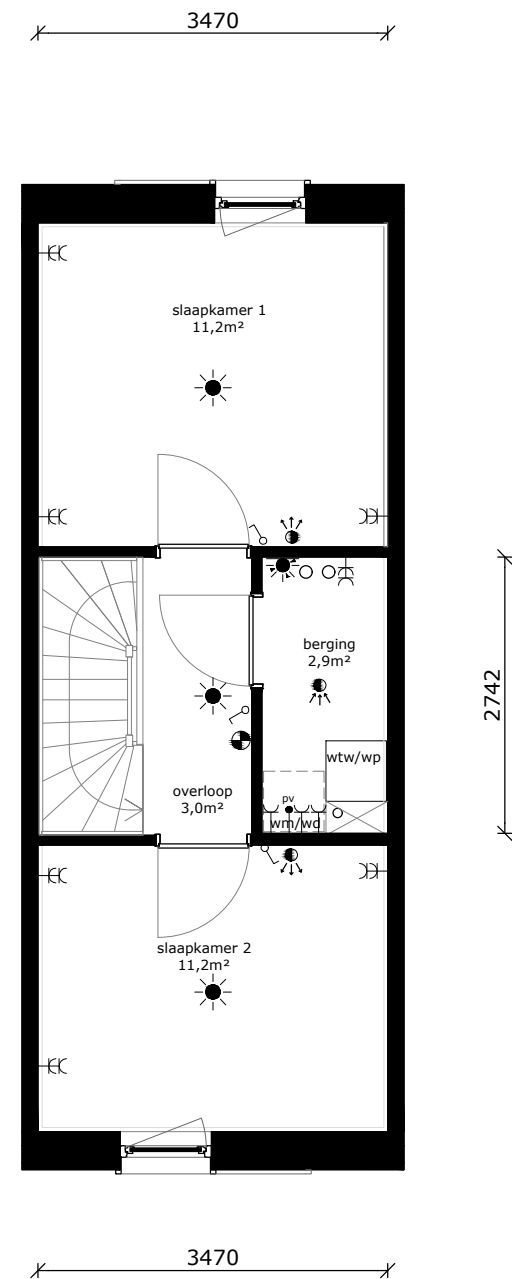 3470
slaapkamer 1
11,2m²
berging
2,9m²
2742
wtw/wp
overloop
3,0m²
pv
wm/wd
slaapkamer 2
11,2m²
3470